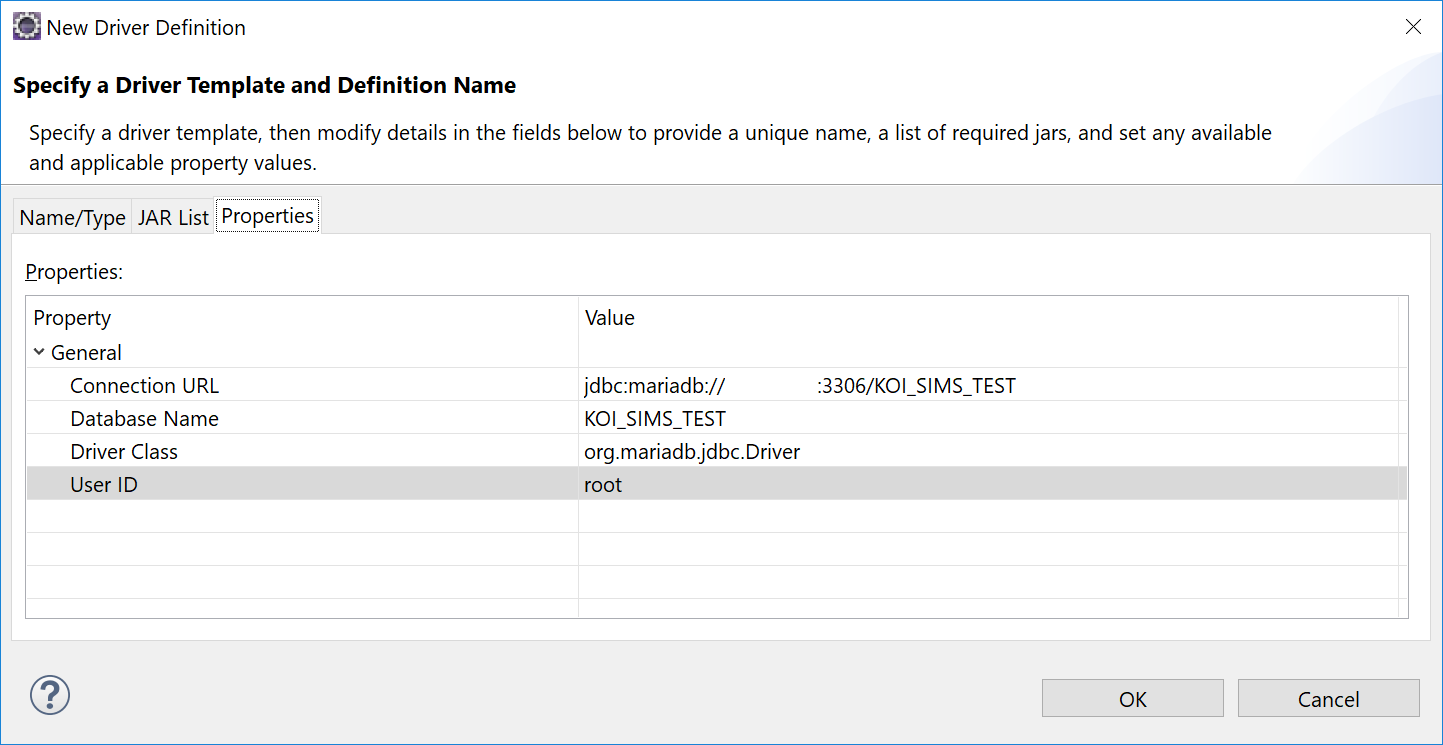 New Driver Definition
Specify a Driver Template and Definition Name
Specify a driver template, then modify details in the fields below to provide a unique name, a list of required jars, and set any available
and applicable property values.
Name/Type JAR List Properties
Properties:
Property Value
General
Connection URL jdbc:mariadb:// :3306/KOI_SIMS_TEST
Database Name KOI_SIMS_TEST
Driver Class org.mariadb.jdbc.Driver
User ID root
?
OK Cancel